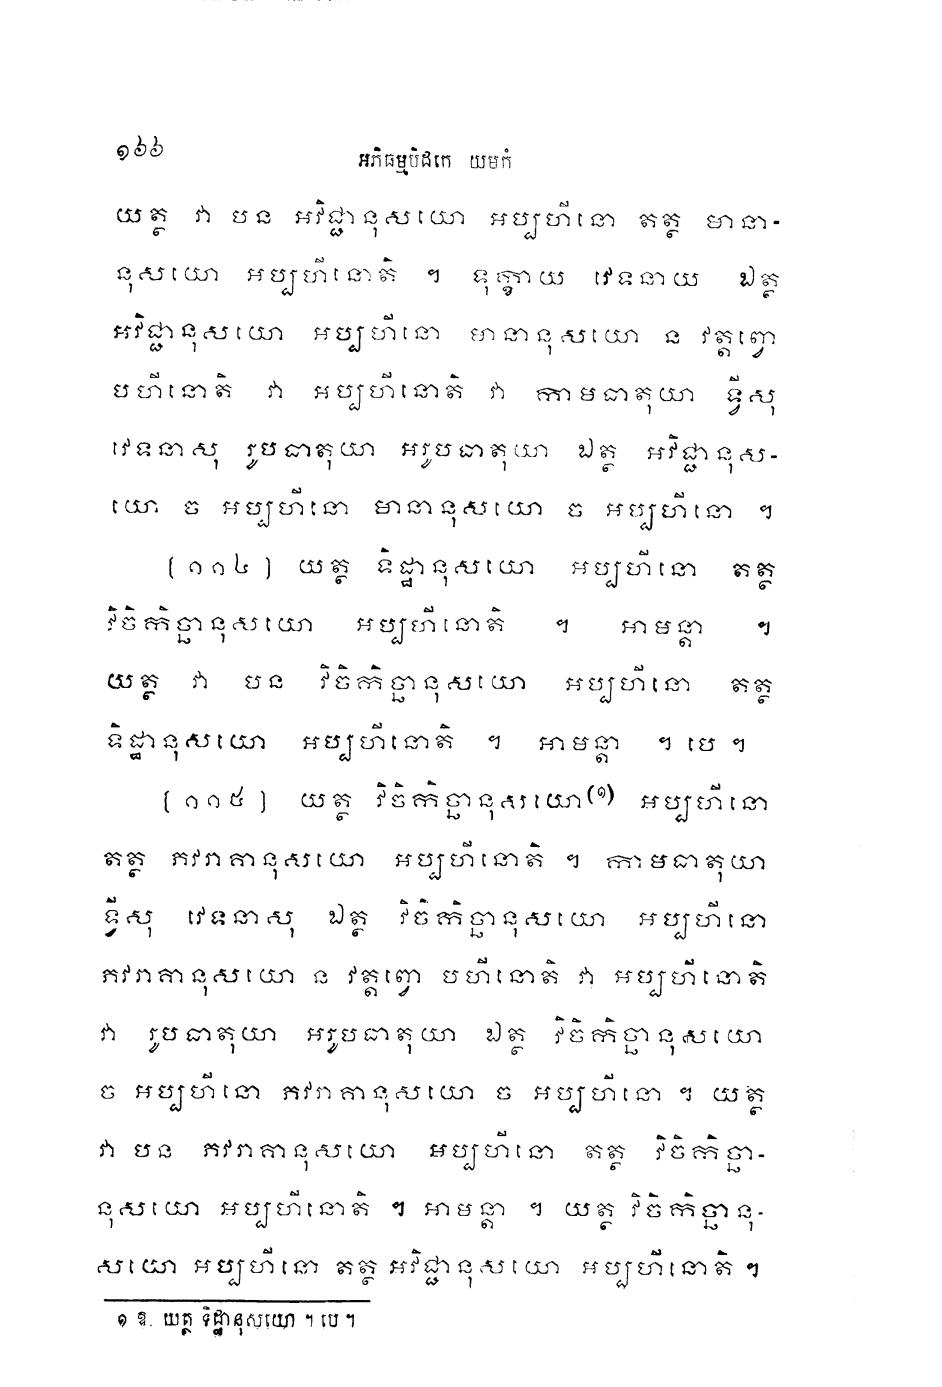 ១៦៦
អភិធម្មបិដកេ យមកំ
យត្ថ វា បន អវិជ្ជានុសយោ អប្បហីនោ តត្ថ មានា-
នុសយោ អប្បហីនោតិ ។ ទុក្ខាយ វេទនាយ ឯត្ថ
អវិជ្ជានុសយោ អប្បហីនោ មានានុសយោ ន វត្តព្វោ
បហីនោតិ វា អប្បហីនោតិ វា កាមធាតុយា ទ្វីសុ
វេទនាសុ រូបធាតុយា អរូបធាតុយា ឯត្ថ អវិជ្ជានុស-
យោ ច អប្បហីនោ មានានុសយោ ច អប្បហីនោ ។
(១១៤) យត្ថ ទិដ្ឋានុសយោ អប្បហីនោ តត្ថ
វិចិកិច្ឆានុសយោ អប្បហីនោតិ ។ អាមន្តា ។
យត្ថ វា បន វិចិកិច្ឆានុសយោ អប្បហីនោ តត្ថ
ទិដ្ឋានុសយោ អប្បហីនោតិ ។ អាមន្តា ។ បេ ។
(១១៥) យត្ថ វិចិកិច្ឆានុសយោ(១) អប្បហីនោ
តត្ថ ភវរាគានុសយោ អប្បហីនោតិ ។ កាមធាតុយា
ទ្វីសុ វេទនាសុ ឯត្ថ វិចិកិច្ឆានុសយោ អប្បហីនោ
ភវរាគានុសយោ ន វត្តព្វោ បហីនោតិ វា អប្បហីនោតិ
វា រូបធាតុយា អរូបធាតុយា ឯត្ថ វិចិកិច្ឆានុសយោ
ច អប្បហីនោ ភវរាគានុសយោ ច អប្បហីនោ ។ យត្ថ
វា បន ភវរាគានុសយោ អប្បហីនោ តត្ថ វិចិកិច្ឆា-
នុសយោ អប្បហីនោតិ ។ អាមន្តា ។ យត្ថ វិចិកិច្ឆានុ-
សយោ អប្បហីនោ តត្ថ អវិជ្ជានុសយោ អប្បហីនោតិ ។
១ ឱ. យត្ថ ទិដ្ឋានុសយោ ។ បេ ។